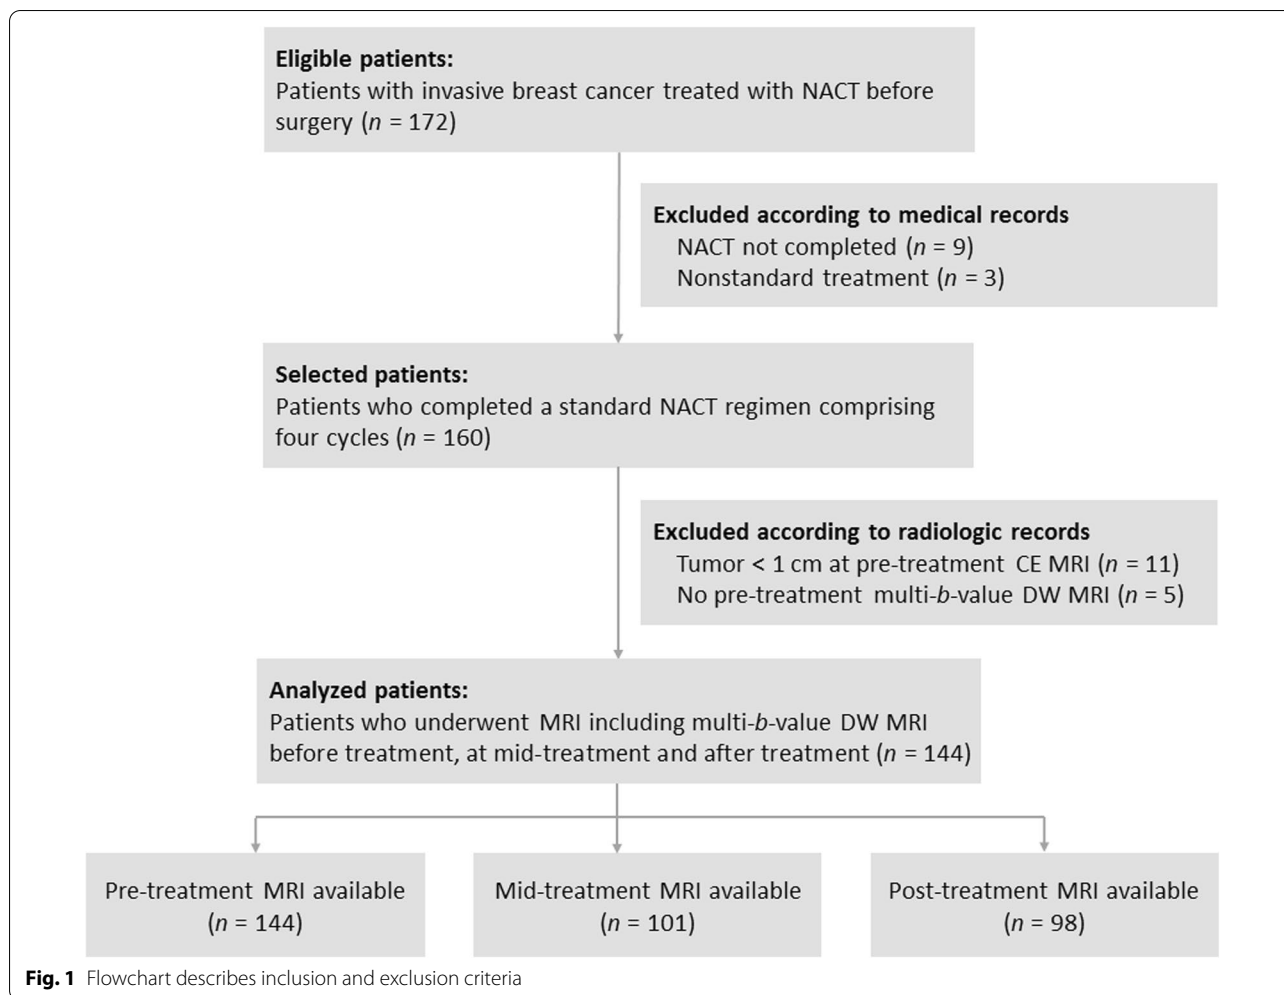 Eligible patients:
Patients with invasive breast cancer treated with NACT before
surgery (n = 172)
Excluded according to medical records
NACT not completed (n = 9)
Nonstandard treatment (n = 3)
Selected patients:
Patients who completed a standard NACT regimen comprising
four cycles (n = 160)
Excluded according to radiologic records
Tumor < 1 cm at pre-treatment CE MRI (n = 11)
No pre-treatment multi-b-value DW MRI (n = 5)
Analyzed patients:
Patients who underwent MRI including multi-b-value DW MRI
before treatment, at mid-treatment and after treatment (n = 144)
Pre-treatment MRI available
(n = 144)
Mid-treatment MRI available
(n = 101)
Post-treatment MRI available
(n = 98)
Fig. 1 Flowchart describes inclusion and exclusion criteria